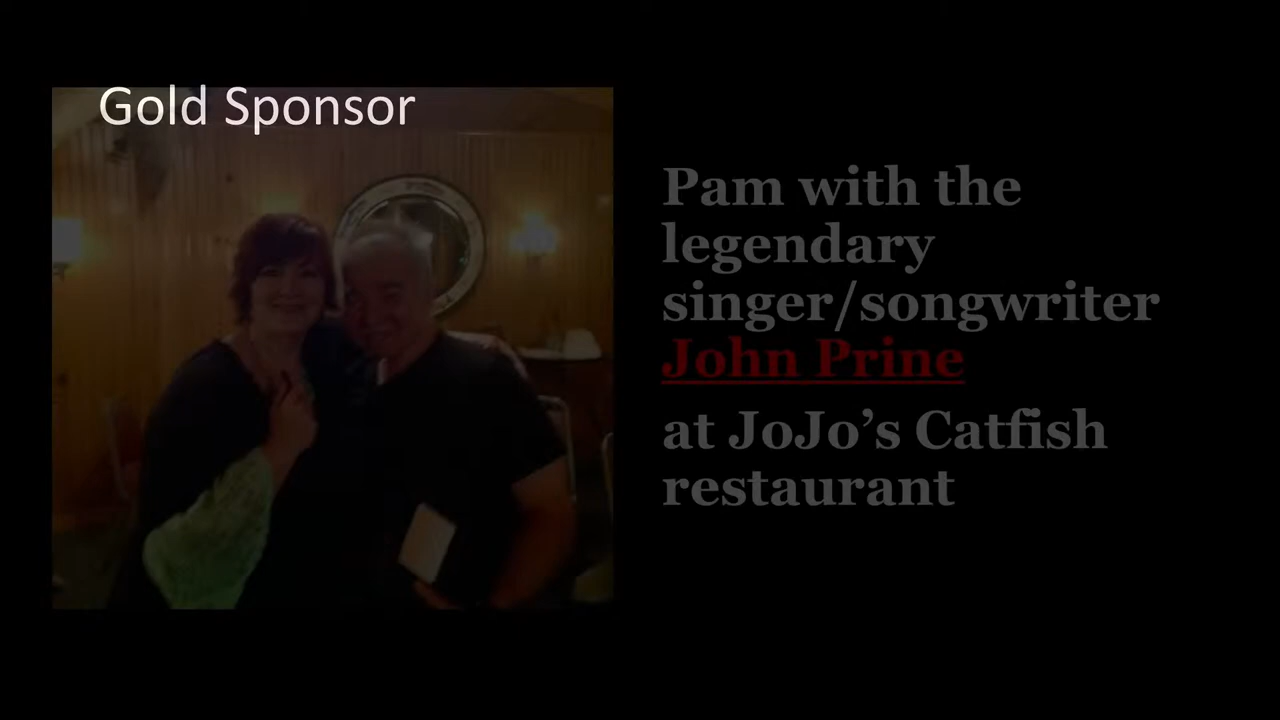 Gold Sponsor
Pam with the
legendary
singer/songwriter
John Prine
at JoJo’s Catfish
restaurant